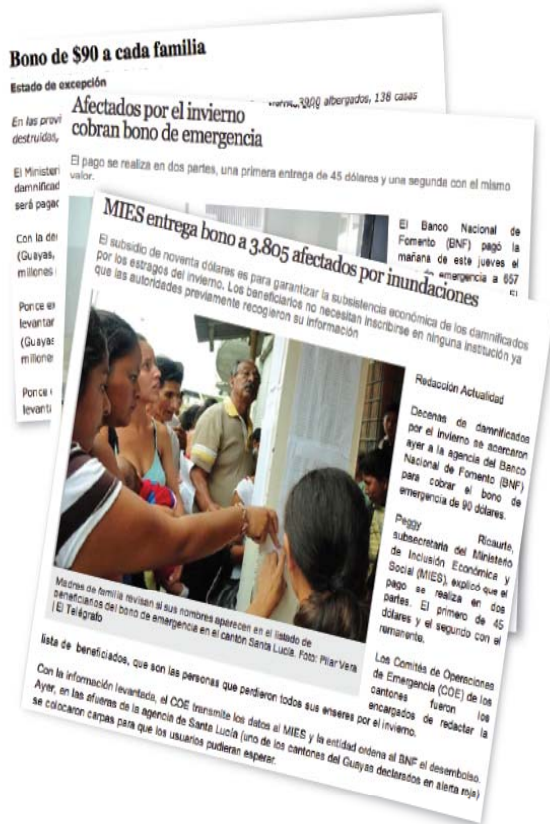 Bono de $90 a cada familia
Estado de excepción
En las provi
3900 albergados, 138 casas
destruidas,
El Ministeri
damnificad
será pagad
Con la de
(Guayas,
millones
Ponce ex
levantar
(Guayas
millone
Ponce
levanta
Afectados por el invierno
cobran bono de emergencia
El pago se realiza en dos partes, una primera entrega de 45 dólares y una segunda con el mismo
valor.
El Banco Nacional de
Fomento (BNF) pagó la
mañana de este jueves el
emergencia a 657
El
MIES entrega bono a 3.805 afectados por inundaciones
El subsidio de noventa dólares es para garantizar la subsistencia económica de los damnificados
por los estragos del invierno. Los beneficiarios no necesitan inscribirse en ninguna institución ya
que las autoridades previamente recogieron su información
Redacción Actualidad
Decenas de damnificados
por el invierno se acercaron
ayer a la agencia del Banco
Nacional de Fomento (BNF)
para cobrar el bono de
emergencia de 90 dólares.
Peggy Ricaurte,
subsecretaria del Ministerio
de Inclusión Económica y
Social (MIES), explicó que el
pago se realiza en dos
partes. El primero de 45
dólares y el segundo con el
remanente.
Los Comités de Operaciones
de Emergencia (COE) de los
cantones fueron los
encargados de redactar la
lista de beneficiados, que son las personas que perdieron todos sus enseres por el invierno.
Con la información levantada, el COE transmite los datos al MIES y la entidad ordena al BNF el desembolso.
Ayer, en las afueras de la agencia de Santa Lucía (uno de los cantones del Guayas declarados en alerta roja)
se colocaron carpas para que los usuarios pudieran esperar.
Madres de familia revisan si sus nombres aparecen en el listado de
beneficiarios del bono de emergencia en el cantón Santa Lucía. Foto: Pilar Vera
| El Telégrafo